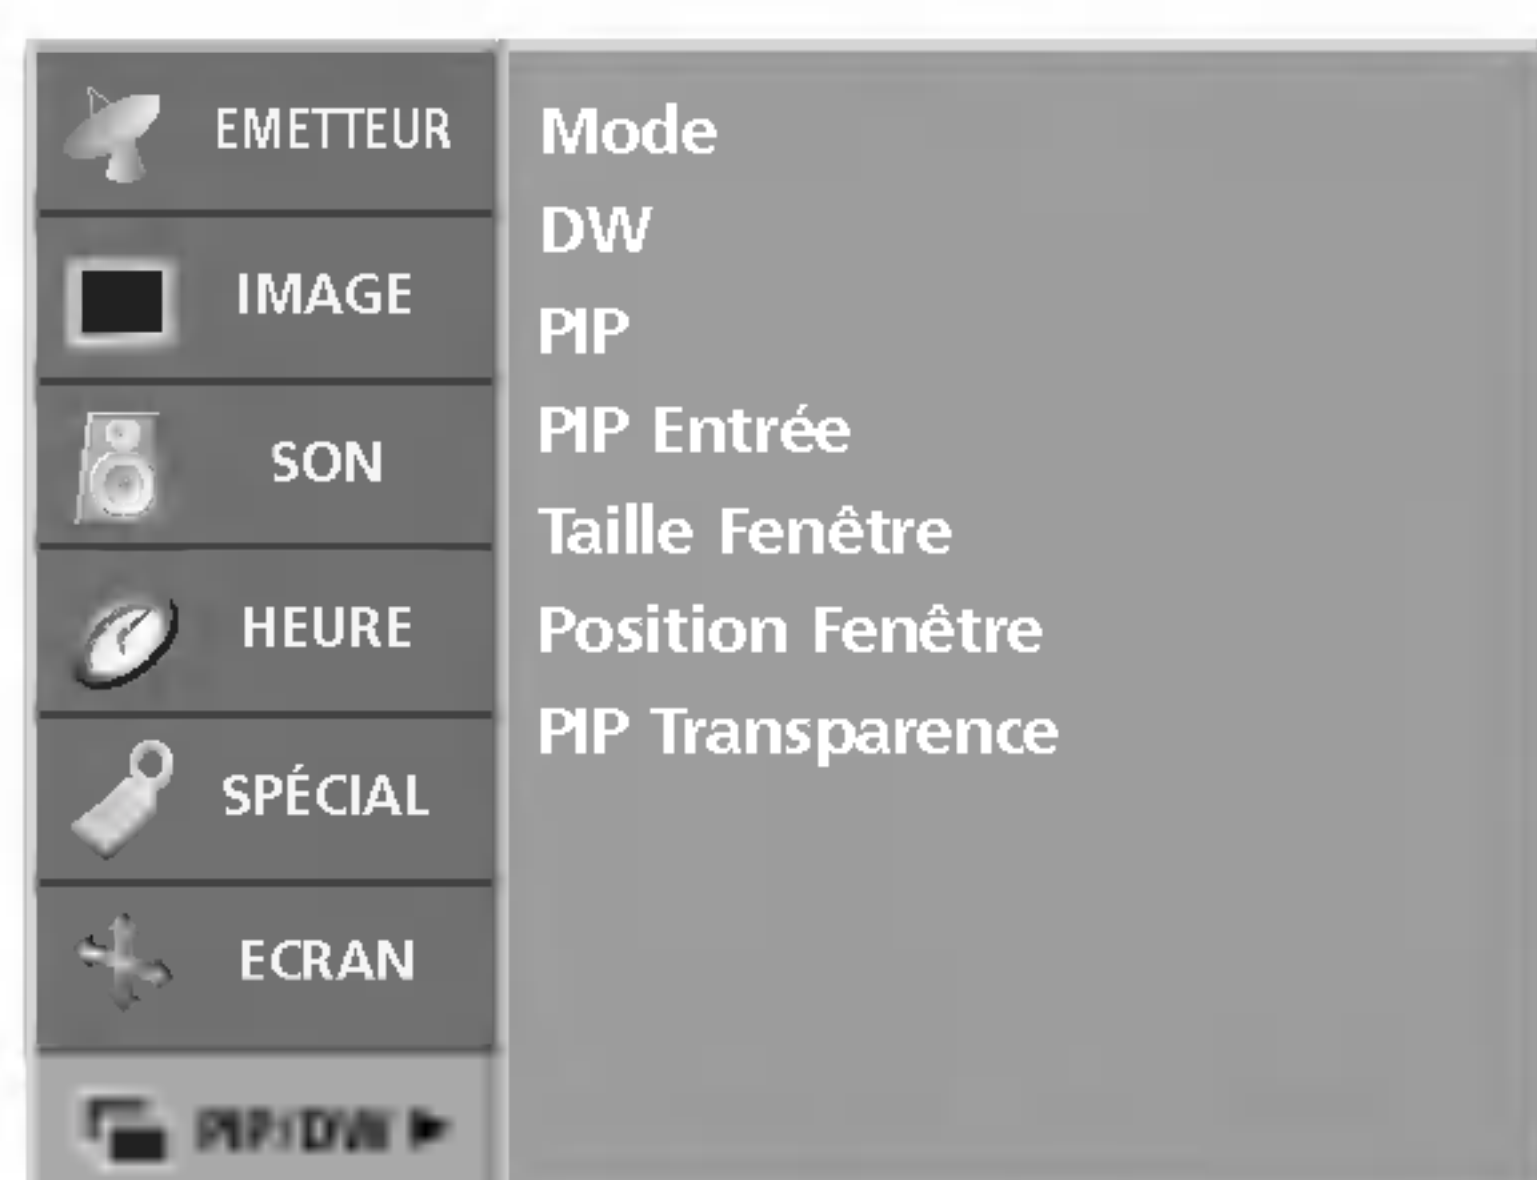 EMETTEUR
IMAGE
SON
HEURE
SPÉCIAL
ECRAN
PIP/DW
Mode
DW
PIP
PIP Entrée
Taille Fenêtre
Position Fenêtre
PIP Transparence